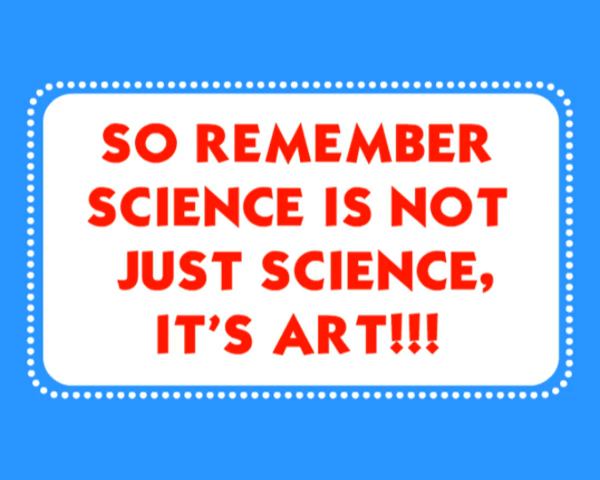 SO REMEMBER
SCIENCE IS NOT
JUST SCIENCE,
IT’S ART!!!